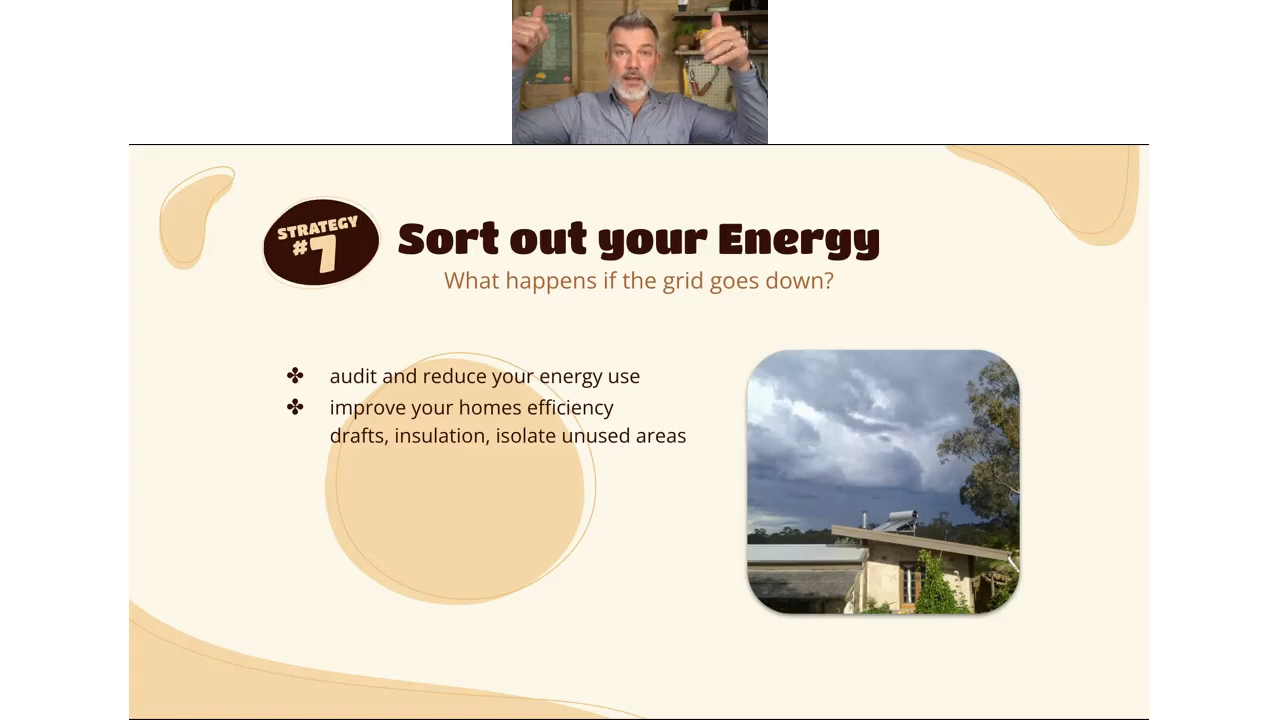 STRATEGY
#7
Sort out your Energy
What happens if the grid goes down?
✤ audit and reduce your energy use
✤ improve your homes efficiency
drafts, insulation, isolate unused areas